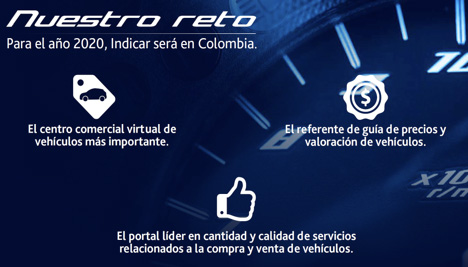 Nuestro reto
Para el año 2020, Indicar será en Colombia.
El centro comercial virtual de
vehículos más importante.
El referente de guía de precios y
valoración de vehículos.
El portal líder en cantidad y calidad de servicios
relacionados a la compra y venta de vehículos.
$
x10
r/m